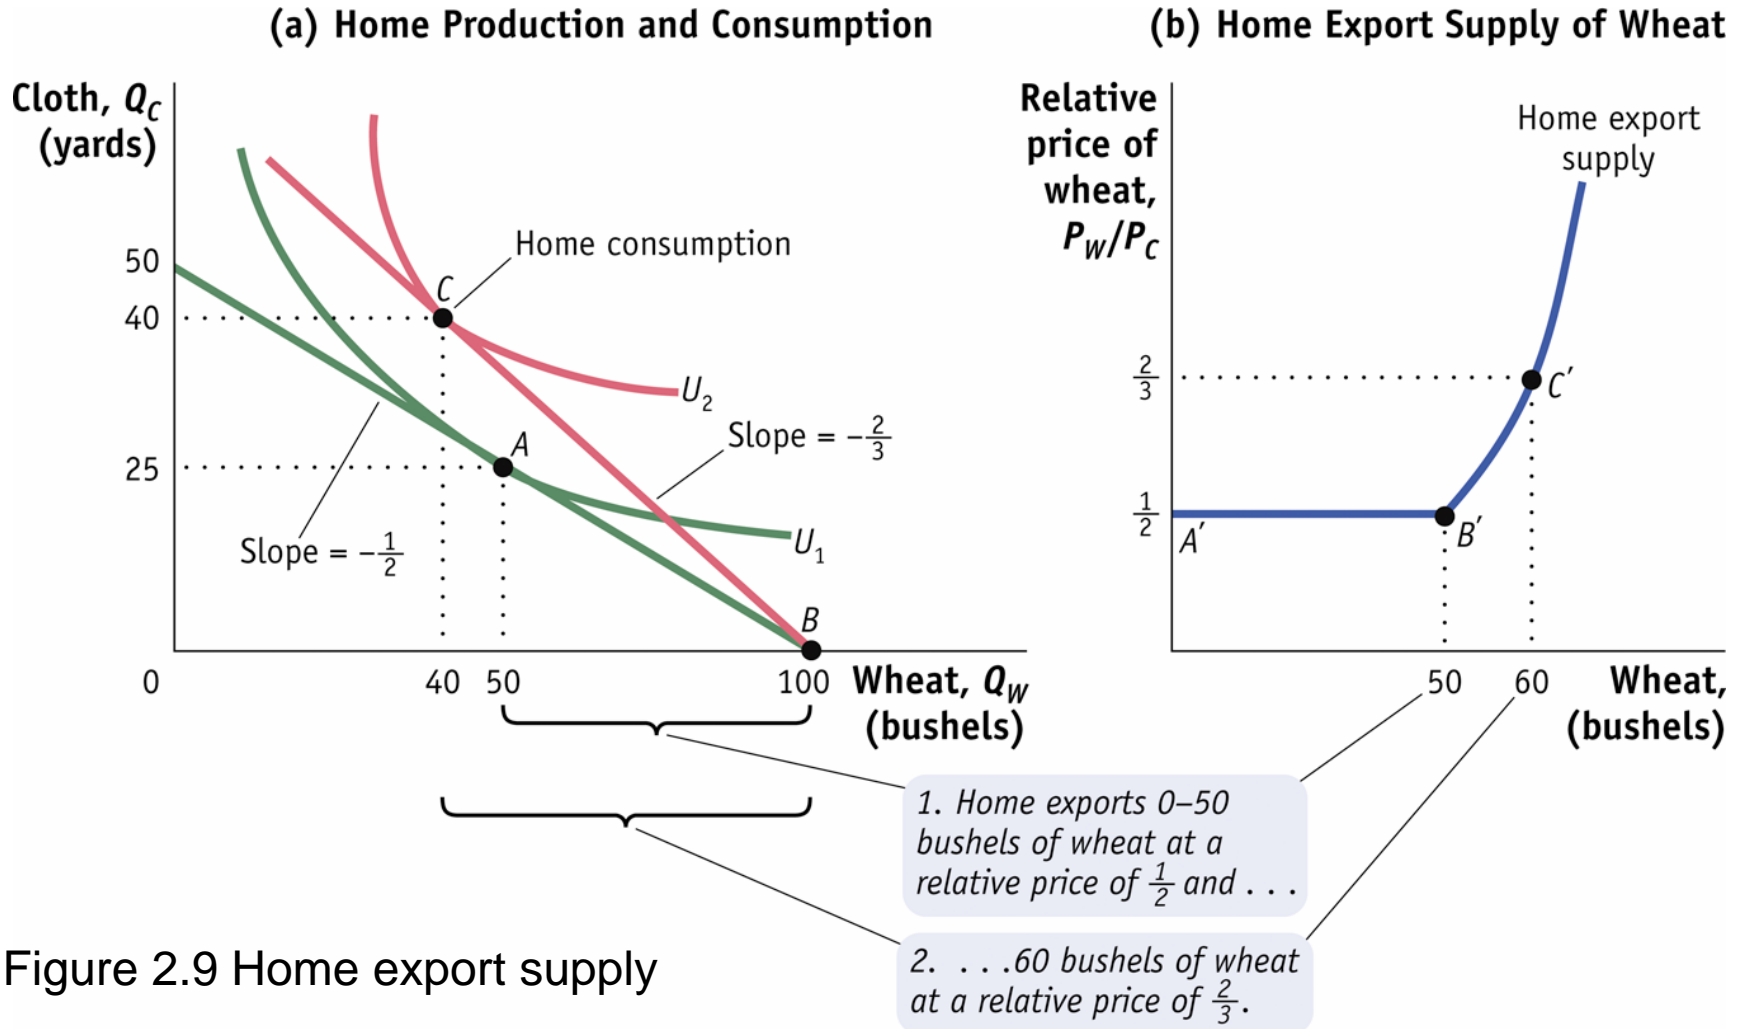 (a) Home Production and Consumption
Cloth, Q_C
(yards)
50
40
25
0
40 50
100
Wheat, Q_W
(bushels)
C
Home consumption
U_2
Slope = –2/3
A
Slope = –1/2
U_1
B
(b) Home Export Supply of Wheat
Relative
price of
wheat,
P_W/P_C
Home export
supply
2/3
C′
1/2
A′
B′
50
60
Wheat,
(bushels)
1. Home exports 0–50
bushels of wheat at a
relative price of 1/2 and . . .
2. . . .60 bushels of wheat
at a relative price of 2/3.
Figure 2.9 Home export supply